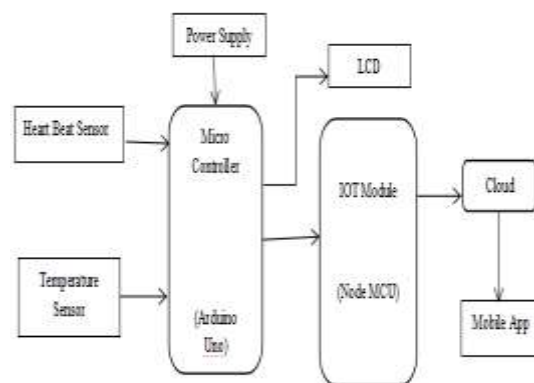 Power Supply
LCD
Heart Beat Sensor
Micro
Controller
IOT Module
Cloud
Temperature
Sensor
(Arduino
Uno)
(Node MCU)
Mobile App